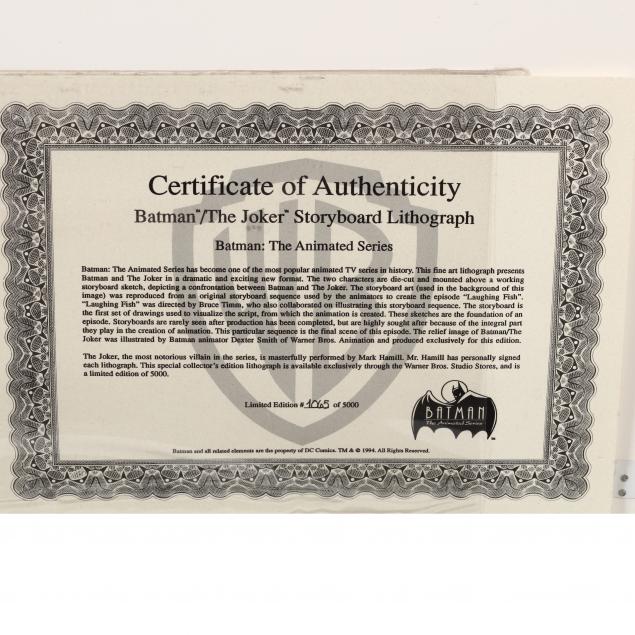 Certificate of Authenticity
Batman™/The Joker™ Storyboard Lithograph
Batman: The Animated Series
Batman: The Animated Series has become one of the most popular animated TV series in history. This fine art lithograph presents
Batman and The Joker in a dramatic and exciting new format. The two characters are die-cut and mounted above a working
storyboard sketch, depicting a confrontation between Batman and The Joker. The storyboard art (used in the background of this
image) was reproduced from an original storyboard sequence used by the animators to create the episode "Laughing Fish".
"Laughing Fish" was directed by Bruce Timm, who also collaborated on illustrating this storyboard sequence. The storyboard is
the first set of drawings used to visualize the script, from which the animation is created. These sketches are the foundation of an
episode. Storyboards are rarely seen after production has been completed, but are highly sought after because of the integral part
they play in the creation of animation. This particular sequence is the final scene of this episode. The relief image of Batman/The
Joker was illustrated by Batman animator Dexter Smith of Warner Bros. Animation and produced exclusively for this edition.
The Joker, the most notorious villain in the series, is masterfully performed by Mark Hamill. Mr. Hamill has personally signed
each lithograph. This special collector's edition lithograph is available exclusively through the Warner Bros. Studio Stores, and is
a limited edition of 5000.
Limited Edition # 1065 of 5000
BATMAN
The Animated Series
™
Batman and all related elements are the property of DC Comics. TM & © 1994. All Rights Reserved.